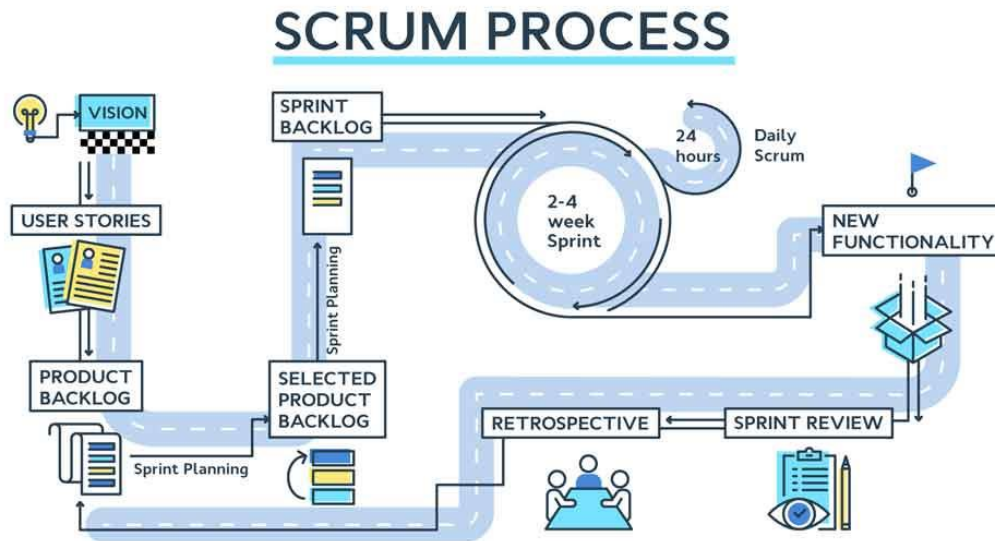 SCRUM PROCESS
VISION
USER STORIES
PRODUCT
BACKLOG
Sprint Planning
SELECTED
PRODUCT
BACKLOG
Sprint Planning
SPRINT
BACKLOG
2-4
week
Sprint
24
hours
Daily
Scrum
NEW
FUNCTIONALITY
SPRINT REVIEW
RETROSPECTIVE